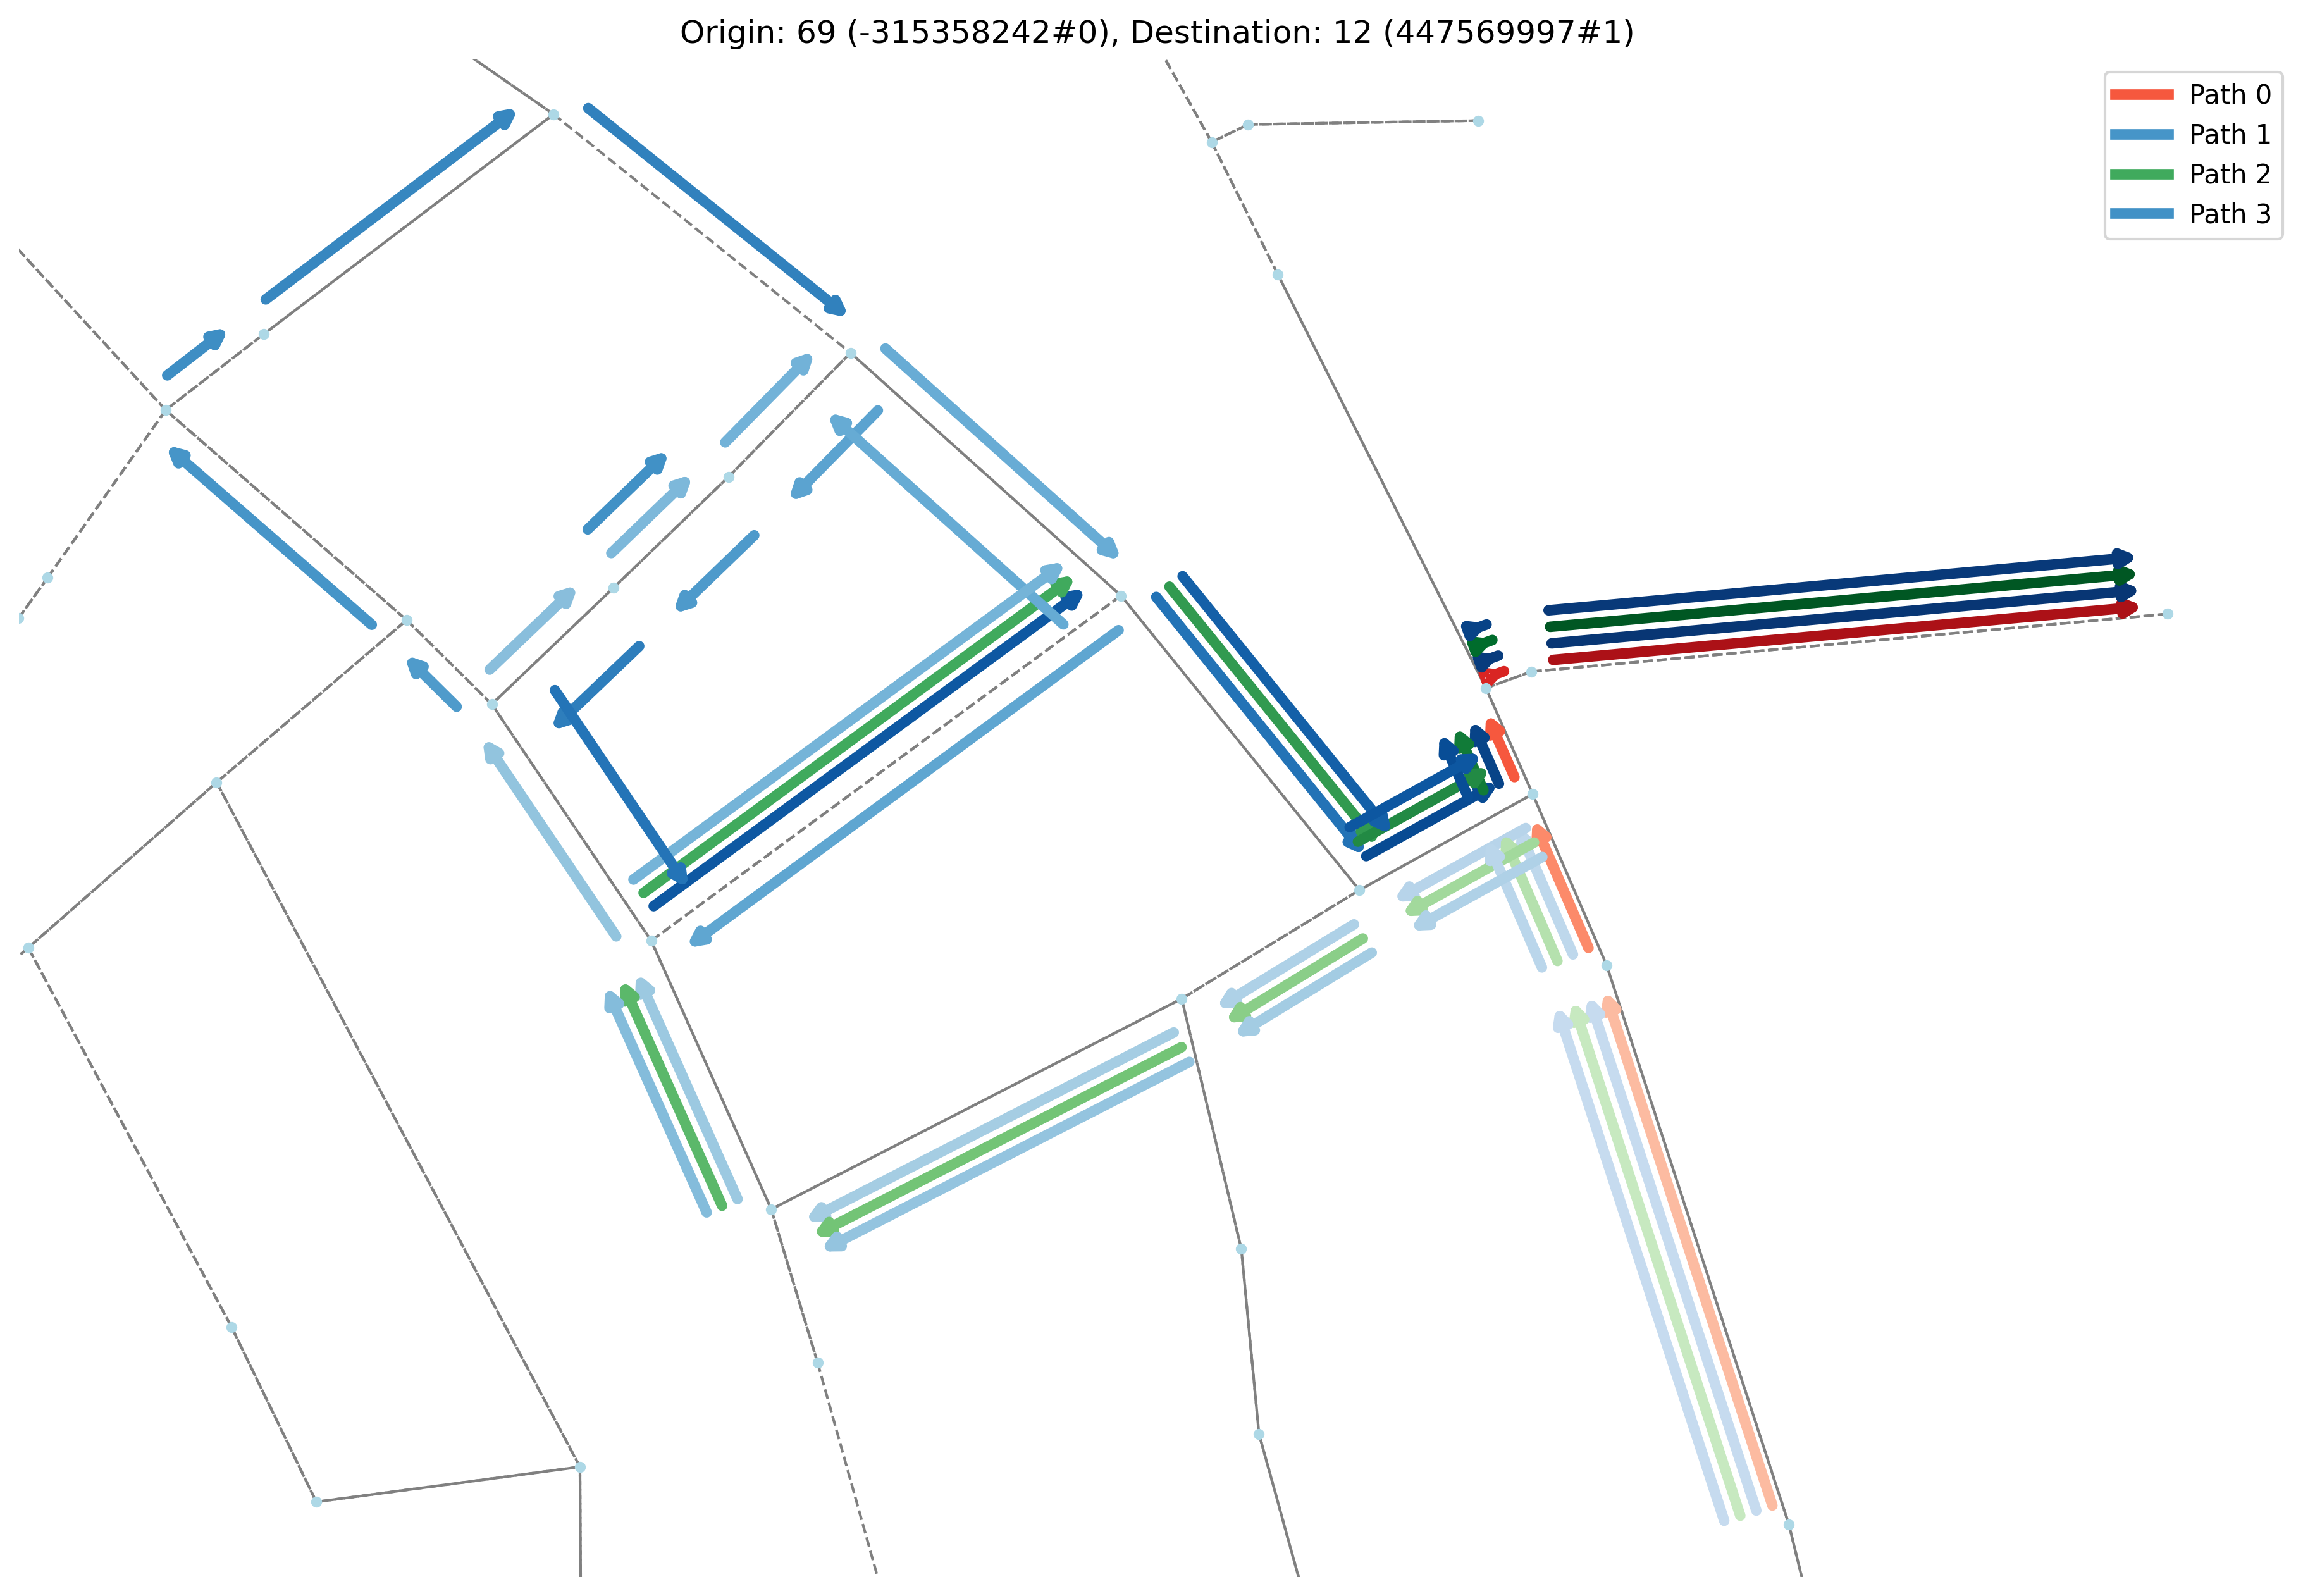 Origin: 69 (-315358242#0), Destination: 12 (447569997#1)
Path 0
Path 1
Path 2
Path 3